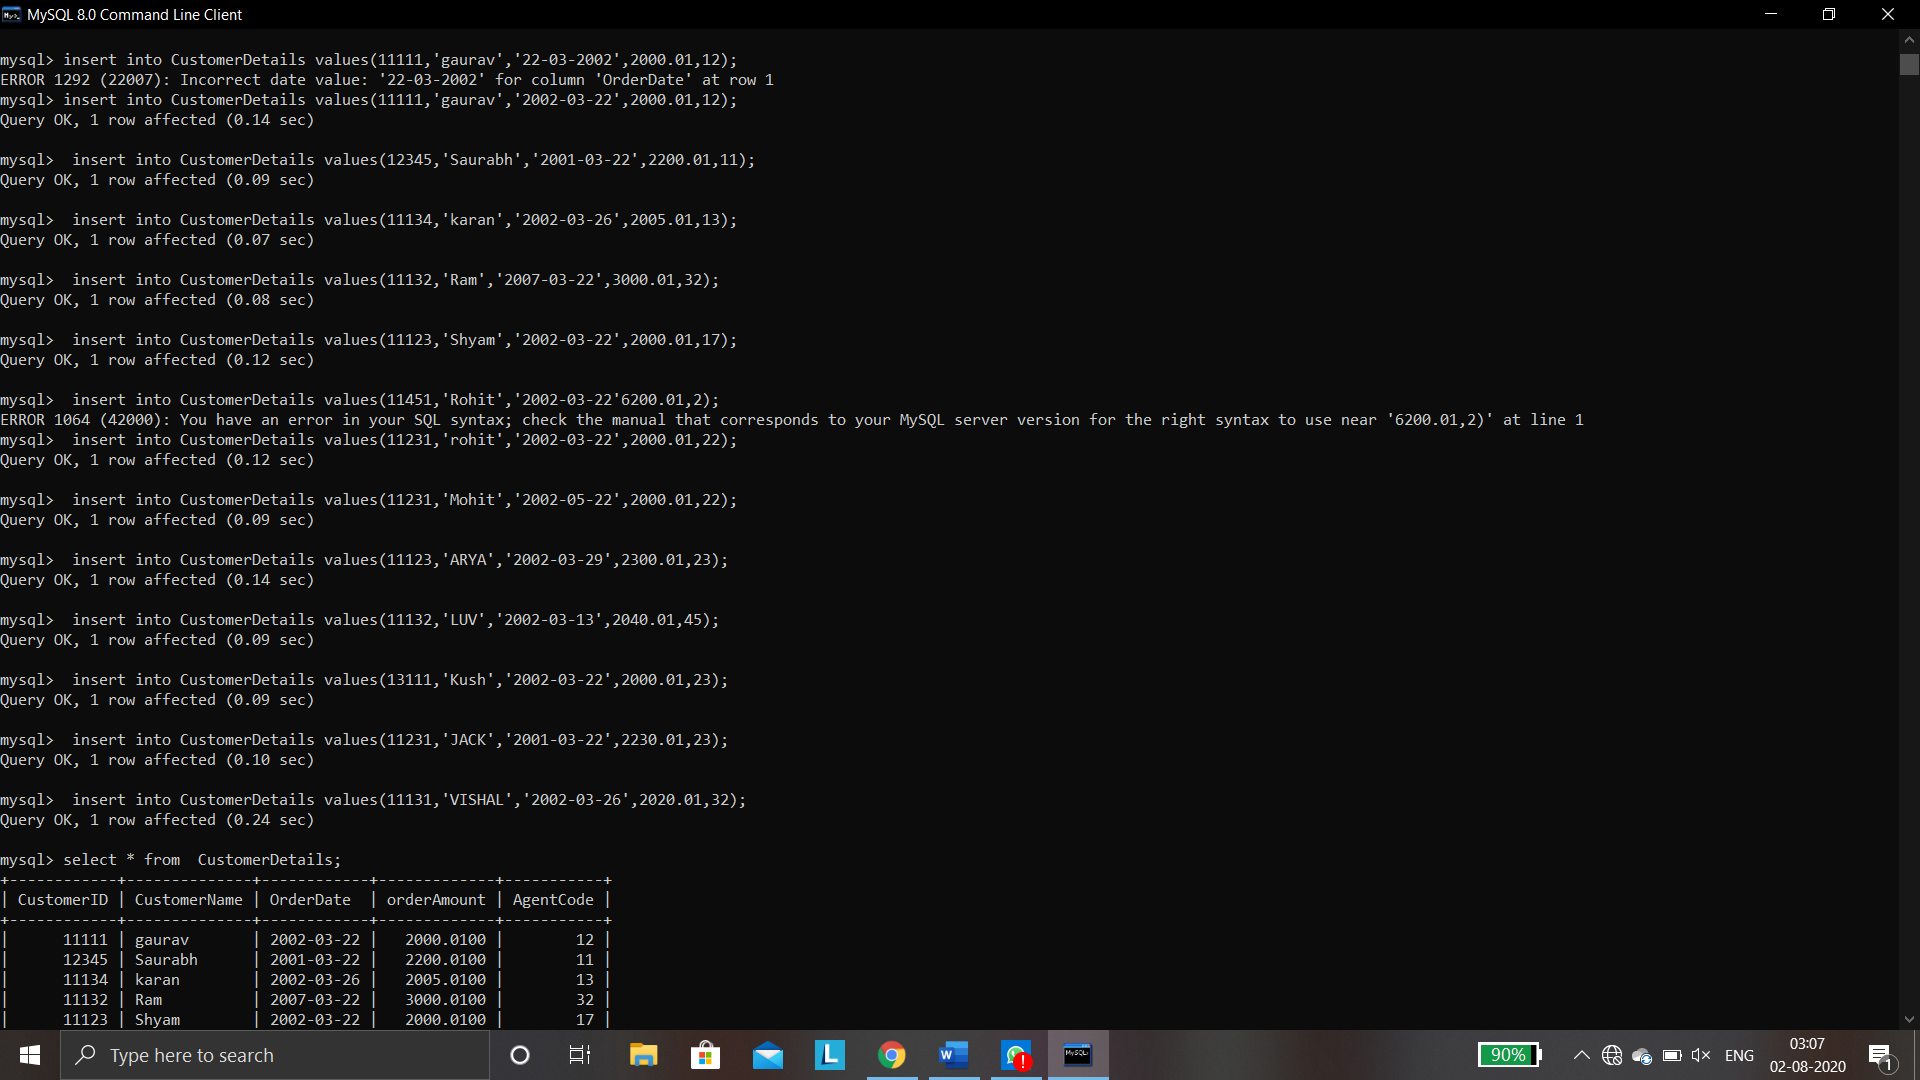 MySQL 8.0 Command Line Client
mysql> insert into CustomerDetails values(11111,'gaurav','22-03-2002',2000.01,12);
ERROR 1292 (22007): Incorrect date value: '22-03-2002' for column 'OrderDate' at row 1
mysql> insert into CustomerDetails values(11111,'gaurav','2002-03-22',2000.01,12);
Query OK, 1 row affected (0.14 sec)
mysql>  insert into CustomerDetails values(12345,'Saurabh','2001-03-22',2200.01,11);
Query OK, 1 row affected (0.09 sec)
mysql>  insert into CustomerDetails values(11134,'karan','2002-03-26',2005.01,13);
Query OK, 1 row affected (0.07 sec)
mysql>  insert into CustomerDetails values(11132,'Ram','2007-03-22',3000.01,32);
Query OK, 1 row affected (0.08 sec)
mysql>  insert into CustomerDetails values(11123,'Shyam','2002-03-22',2000.01,17);
Query OK, 1 row affected (0.12 sec)
mysql>  insert into CustomerDetails values(11451,'Rohit','2002-03-22'6200.01,2);
ERROR 1064 (42000): You have an error in your SQL syntax; check the manual that corresponds to your MySQL server version for the right syntax to use near '6200.01,2)' at line 1
mysql>  insert into CustomerDetails values(11231,'rohit','2002-03-22',2000.01,22);
Query OK, 1 row affected (0.12 sec)
mysql>  insert into CustomerDetails values(11231,'Mohit','2002-05-22',2000.01,22);
Query OK, 1 row affected (0.09 sec)
mysql>  insert into CustomerDetails values(11123,'ARYA','2002-03-29',2300.01,23);
Query OK, 1 row affected (0.14 sec)
mysql>  insert into CustomerDetails values(11132,'LUV','2002-03-13',2040.01,45);
Query OK, 1 row affected (0.09 sec)
mysql>  insert into CustomerDetails values(13111,'Kush','2002-03-22',2000.01,23);
Query OK, 1 row affected (0.09 sec)
mysql>  insert into CustomerDetails values(11231,'JACK','2001-03-22',2230.01,23);
Query OK, 1 row affected (0.10 sec)
mysql>  insert into CustomerDetails values(11131,'VISHAL','2002-03-26',2020.01,32);
Query OK, 1 row affected (0.24 sec)
mysql> select * from  CustomerDetails;
+------------+--------------+------------+-------------+-----------+
| CustomerID | CustomerName | OrderDate  | orderAmount | AgentCode |
+------------+--------------+------------+-------------+-----------+
|      11111 | gaurav       | 2002-03-22 |   2000.0100 |        12 |
|      12345 | Saurabh      | 2001-03-22 |   2200.0100 |        11 |
|      11134 | karan        | 2002-03-26 |   2005.0100 |        13 |
|      11132 | Ram          | 2007-03-22 |   3000.0100 |        32 |
|      11123 | Shyam        | 2002-03-22 |   2000.0100 |        17 |
Type here to search
90%
ENG
03:07
02-08-2020
1